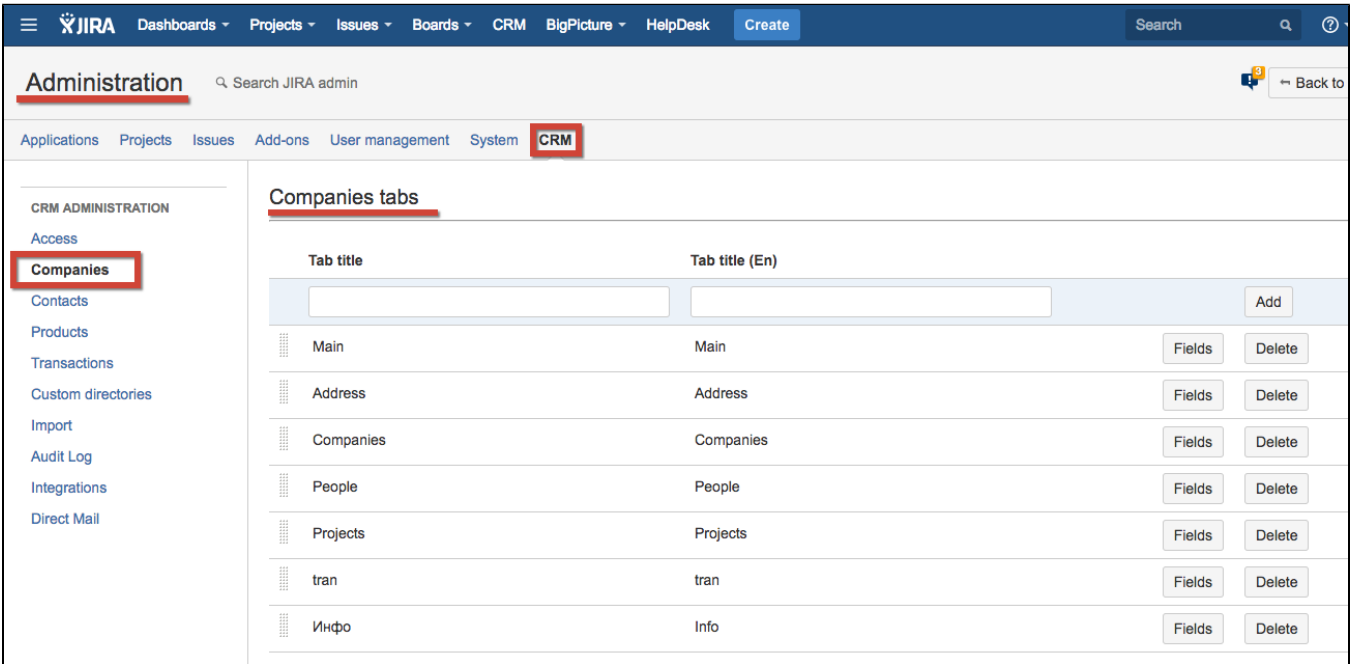 JIRA Dashboards Projects Issues Boards CRM BigPicture HelpDesk Create Search
Administration Search JIRA admin 3 Back to
Applications Projects Issues Add-ons User management System CRM
CRM ADMINISTRATION
Access
Companies
Contacts
Products
Transactions
Custom directories
Import
Audit Log
Integrations
Direct Mail
Companies tabs
Tab title Tab title (En)
Add
Main Main Fields Delete
Address Address Fields Delete
Companies Companies Fields Delete
People People Fields Delete
Projects Projects Fields Delete
tran tran Fields Delete
Инфо Info Fields Delete